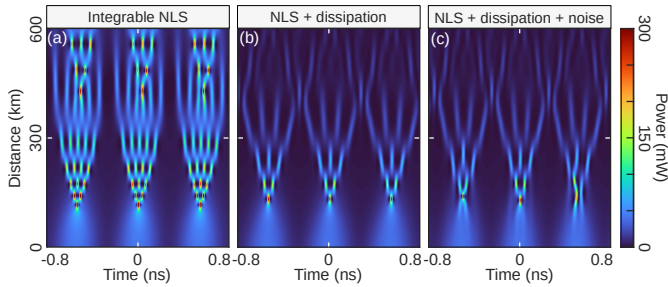 Integrable NLS
NLS + dissipation
NLS + dissipation + noise
(a)
(b)
(c)
600
300
0
Distance (km)
-0.8
0
0.8
-0.8
0
0.8
-0.8
0
0.8
Time (ns)
Time (ns)
Time (ns)
300
150
0
Power (mW)